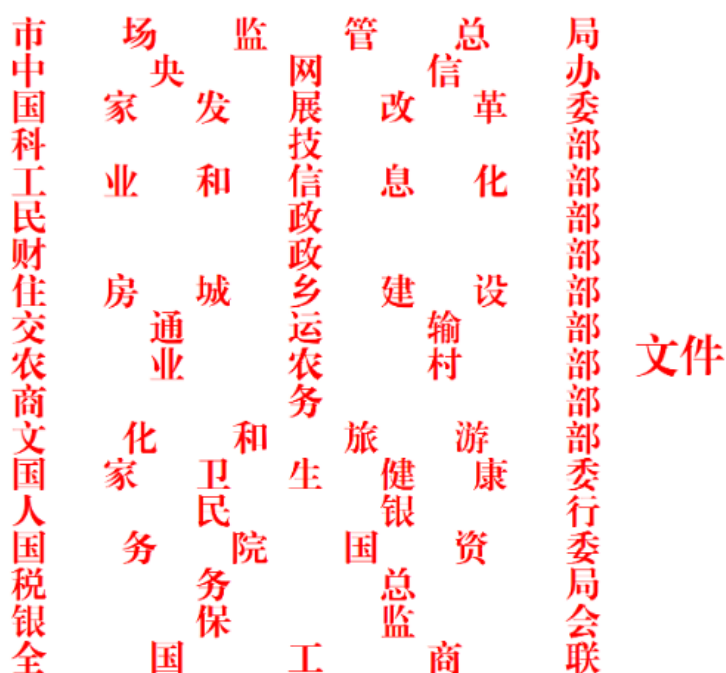 市场监管总局
中央网信办
国家发展改革委
科技部
工业和信息化部
民政部
财政部
住房城乡建设部
交通运输部
农业农村部
商务部
文化和旅游部
国家卫生健康委
人民银行
国务院国资委
税务总局
银保监会
全国工商联
文件